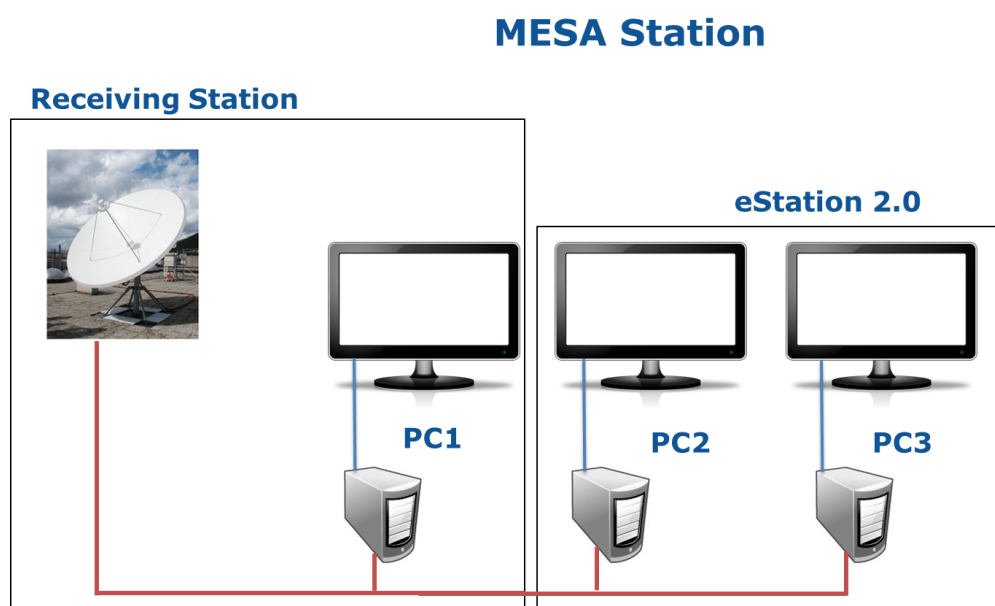 MESA Station
Receiving Station
eStation 2.0
PC1
PC2
PC3